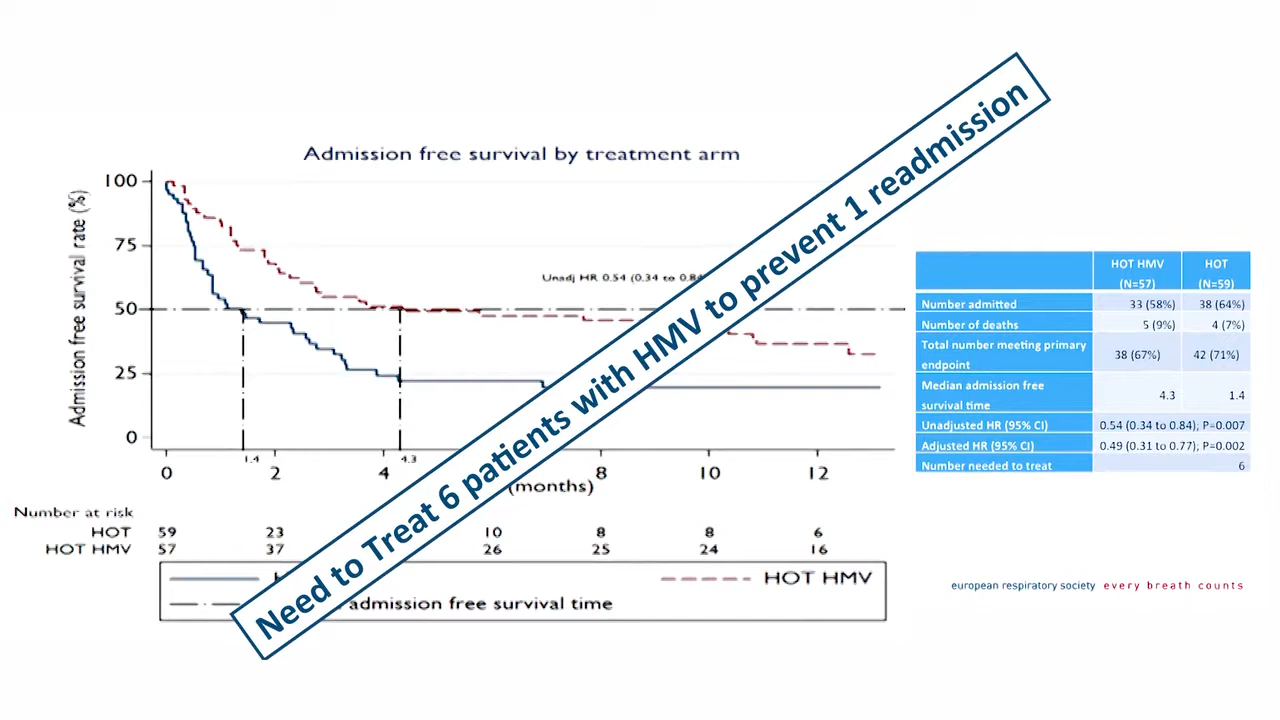 Admission free survival by treatment arm
Admission free survival rate (%)
100
75
50
25
0
Unadj HR 0.54 (0.34 to 0.84
1.4
4.3
0 2 4 8 10 12
(months)
Number at risk
HOT 59 23 10 8 8 6
HOT HMV 57 37 26 25 24 16
HOT HMV
admission free survival time
Need to Treat 6 patients with HMV to prevent 1 readmission
HOT HMV (N=57) HOT (N=59)
Number admitted 33 (58%) 38 (64%)
Number of deaths 5 (9%) 4 (7%)
Total number meeting primary endpoint 38 (67%) 42 (71%)
Median admission free survival time 4.3 1.4
Unadjusted HR (95% CI) 0.54 (0.34 to 0.84); P=0.007
Adjusted HR (95% CI) 0.49 (0.31 to 0.77); P=0.002
Number needed to treat 6
european respiratory society every breath counts